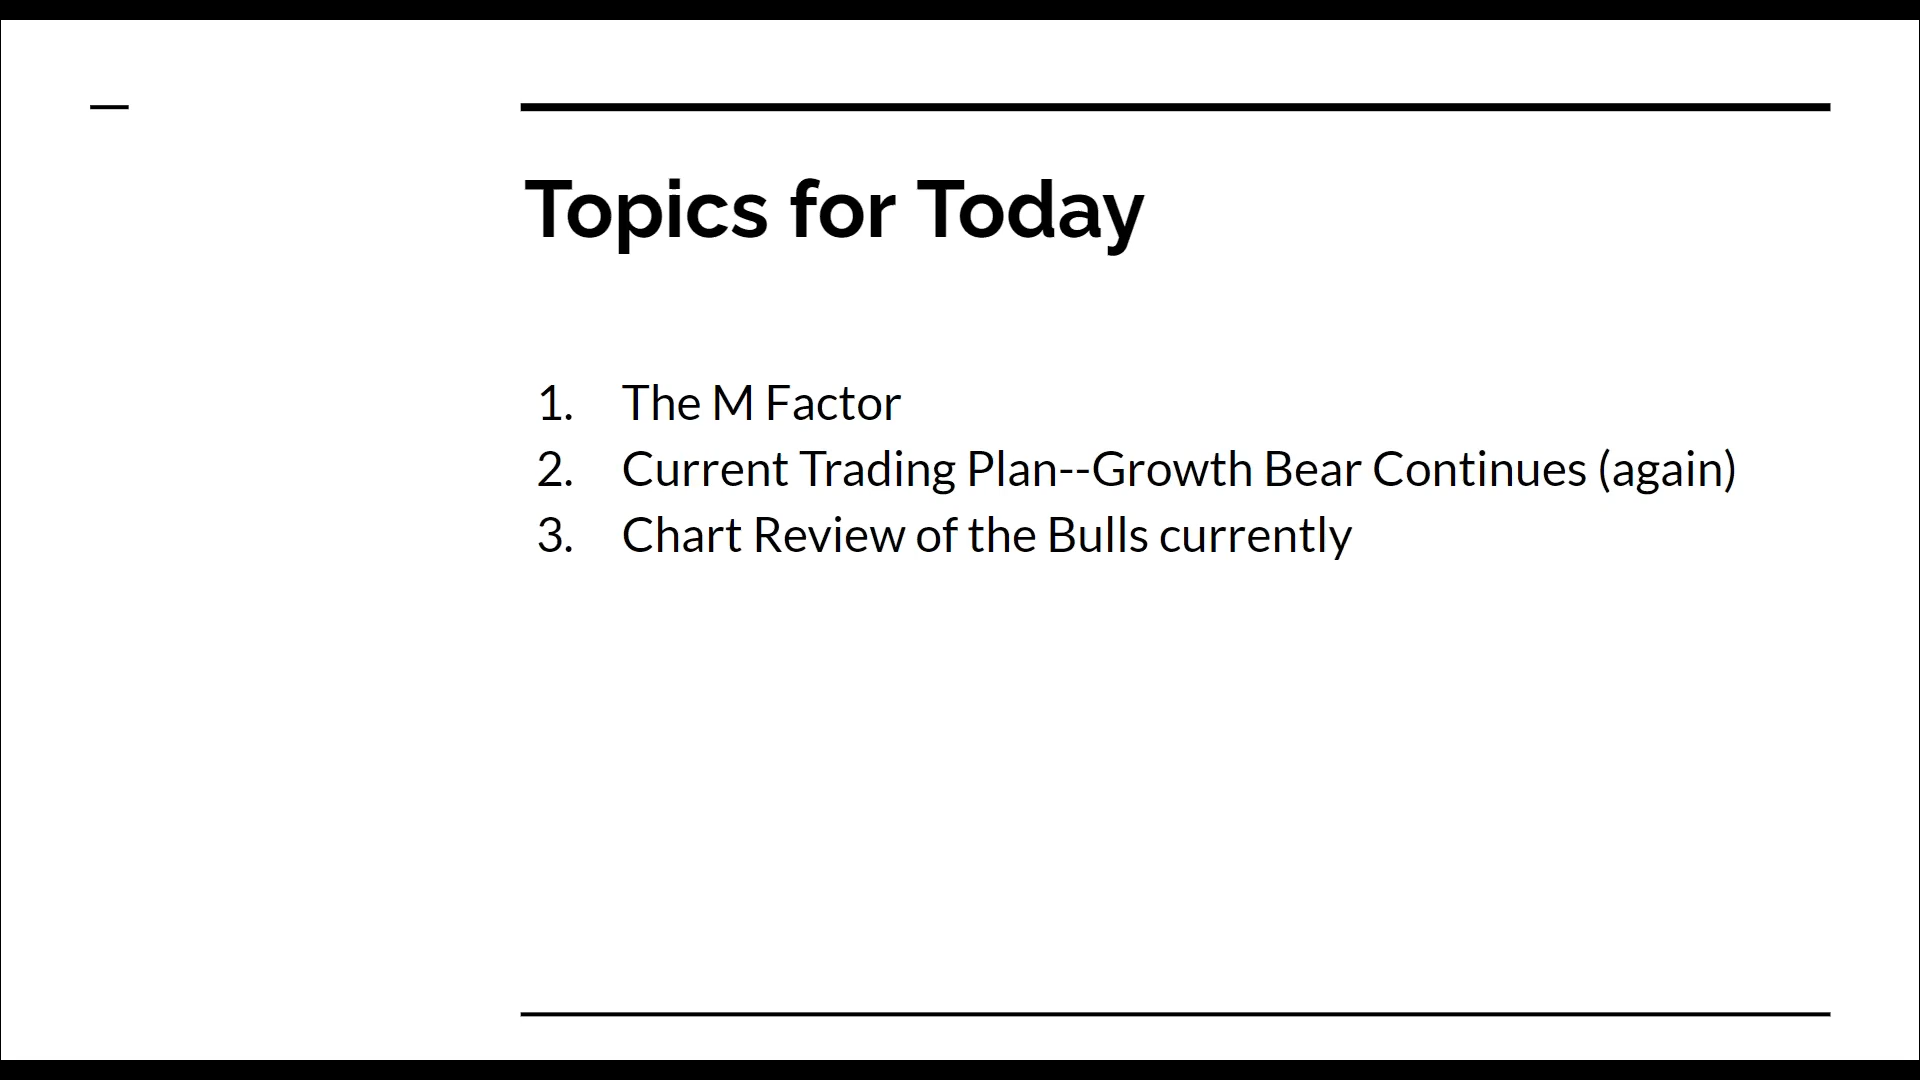 Topics for Today
1. The M Factor
2. Current Trading Plan--Growth Bear Continues (again)
3. Chart Review of the Bulls currently